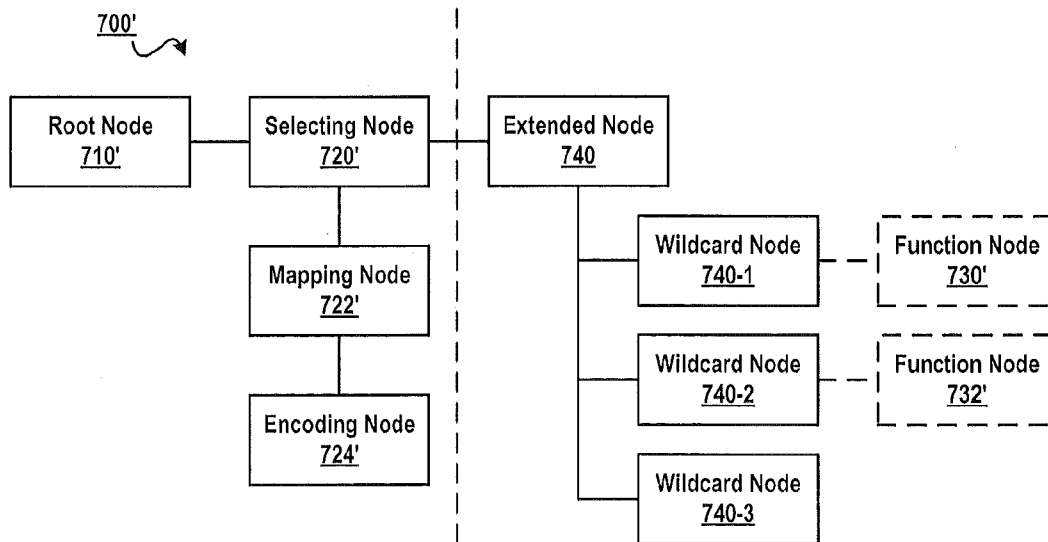 700'
Root Node
710'
Selecting Node
720'
Extended Node
740
Mapping Node
722'
Encoding Node
724'
Wildcard Node
740-1
Function Node
730'
Wildcard Node
740-2
Function Node
732'
Wildcard Node
740-3